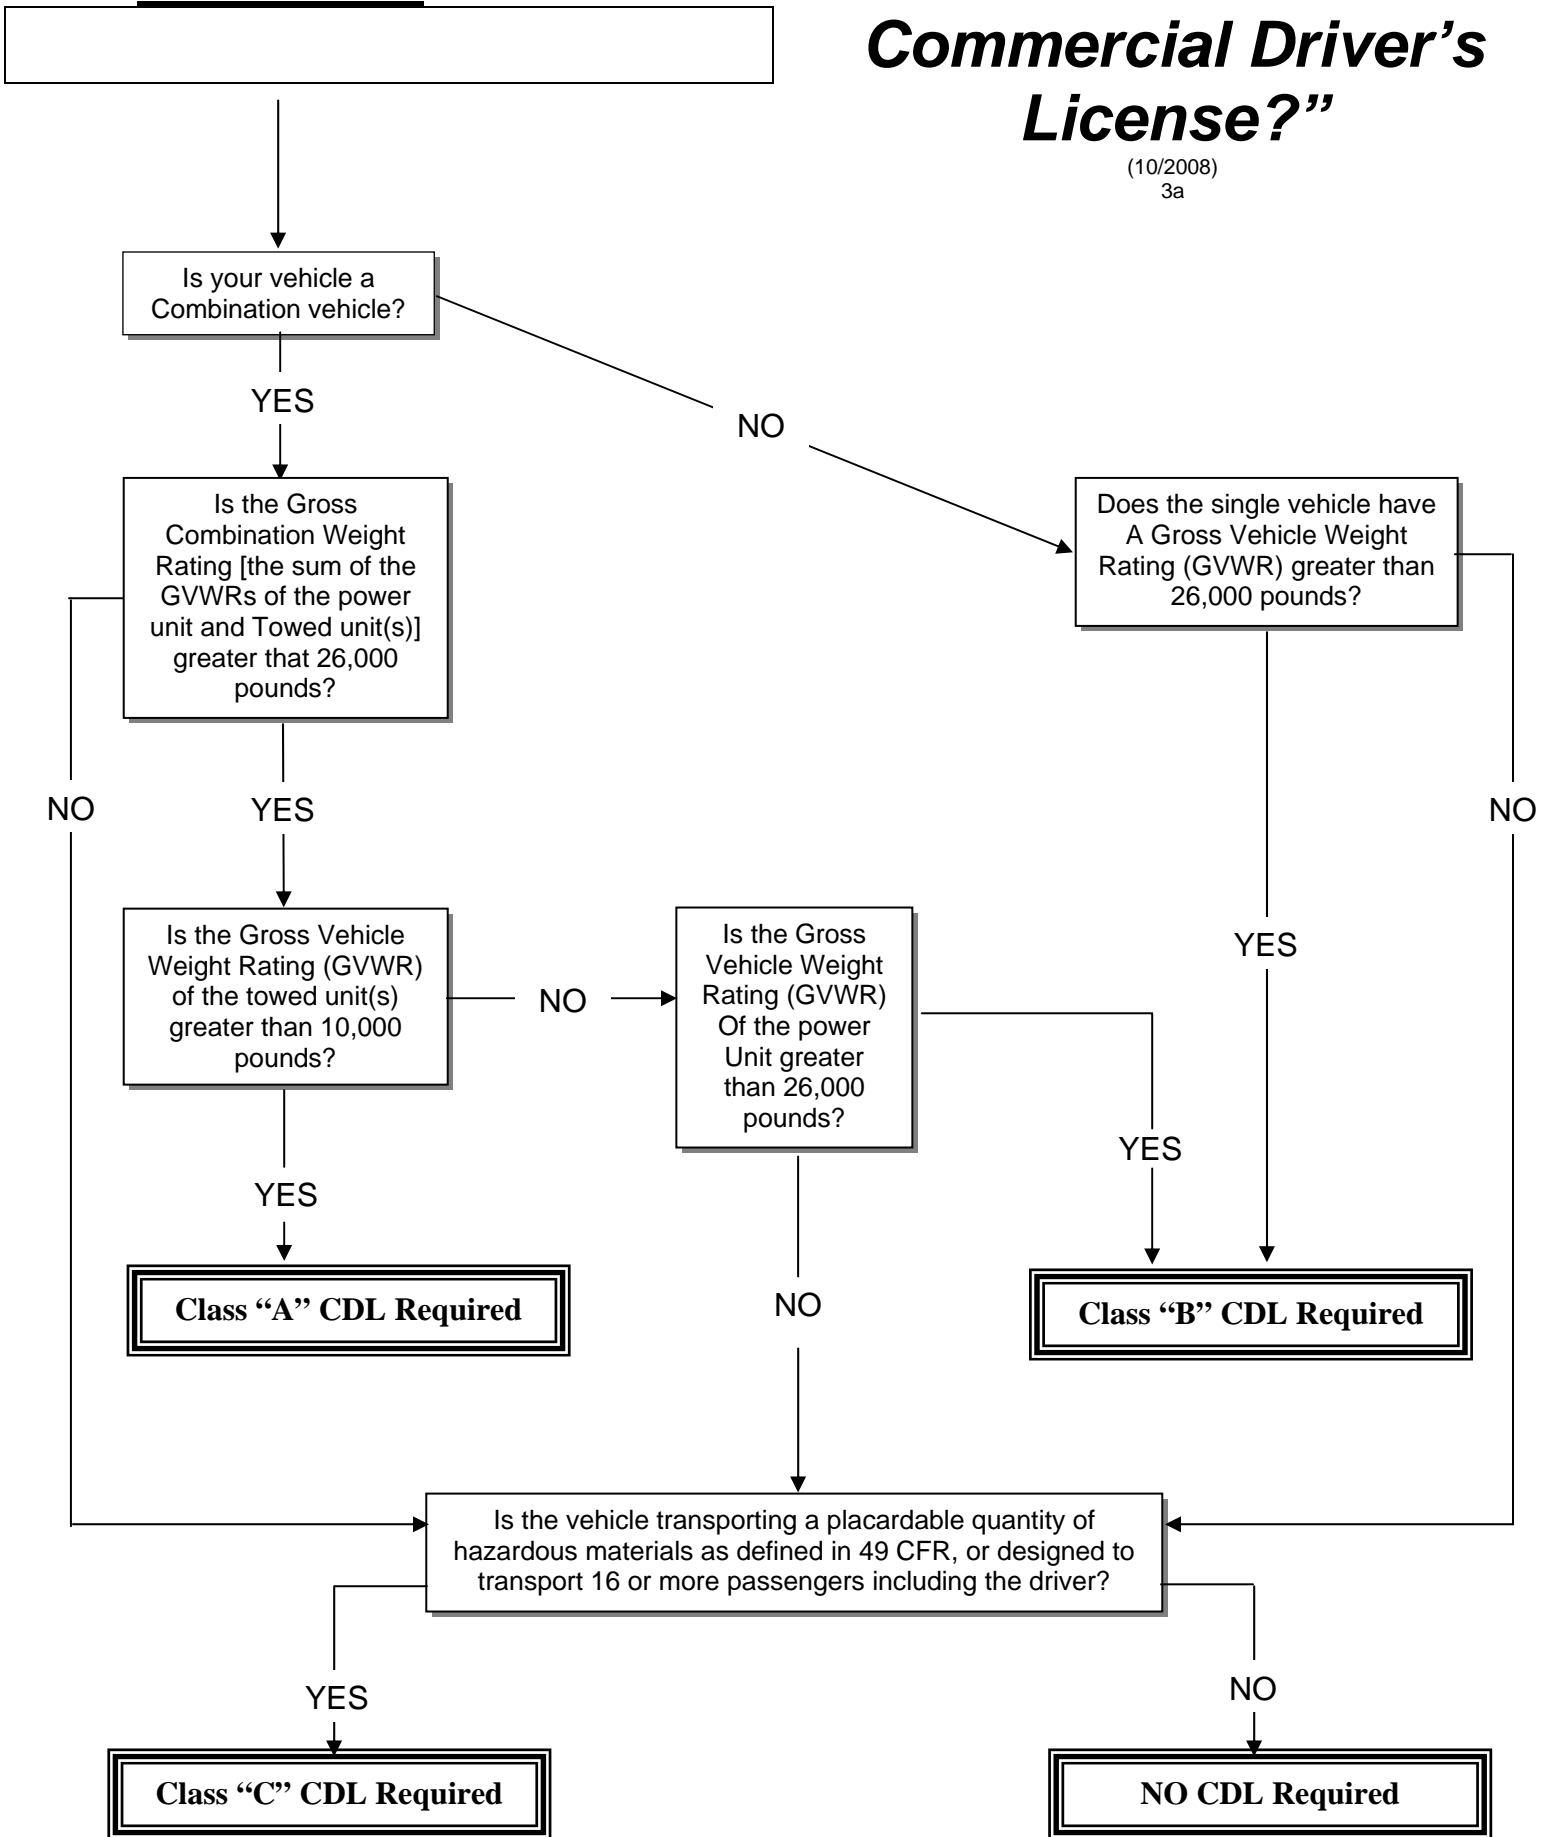 Commercial Driver’s
License?”
(10/2008)
3a
Is your vehicle a
Combination vehicle?
YES
NO
Is the Gross
Combination Weight
Rating [the sum of the
GVWRs of the power
unit and Towed unit(s)]
greater that 26,000
pounds?
Does the single vehicle have
A Gross Vehicle Weight
Rating (GVWR) greater than
26,000 pounds?
NO
YES
NO
Is the Gross Vehicle
Weight Rating (GVWR)
of the towed unit(s)
greater than 10,000
pounds?
NO
Is the Gross
Vehicle Weight
Rating (GVWR)
Of the power
Unit greater
than 26,000
pounds?
YES
YES
YES
Class “A” CDL Required
NO
Class “B” CDL Required
Is the vehicle transporting a placardable quantity of
hazardous materials as defined in 49 CFR, or designed to
transport 16 or more passengers including the driver?
YES
NO
Class “C” CDL Required
NO CDL Required